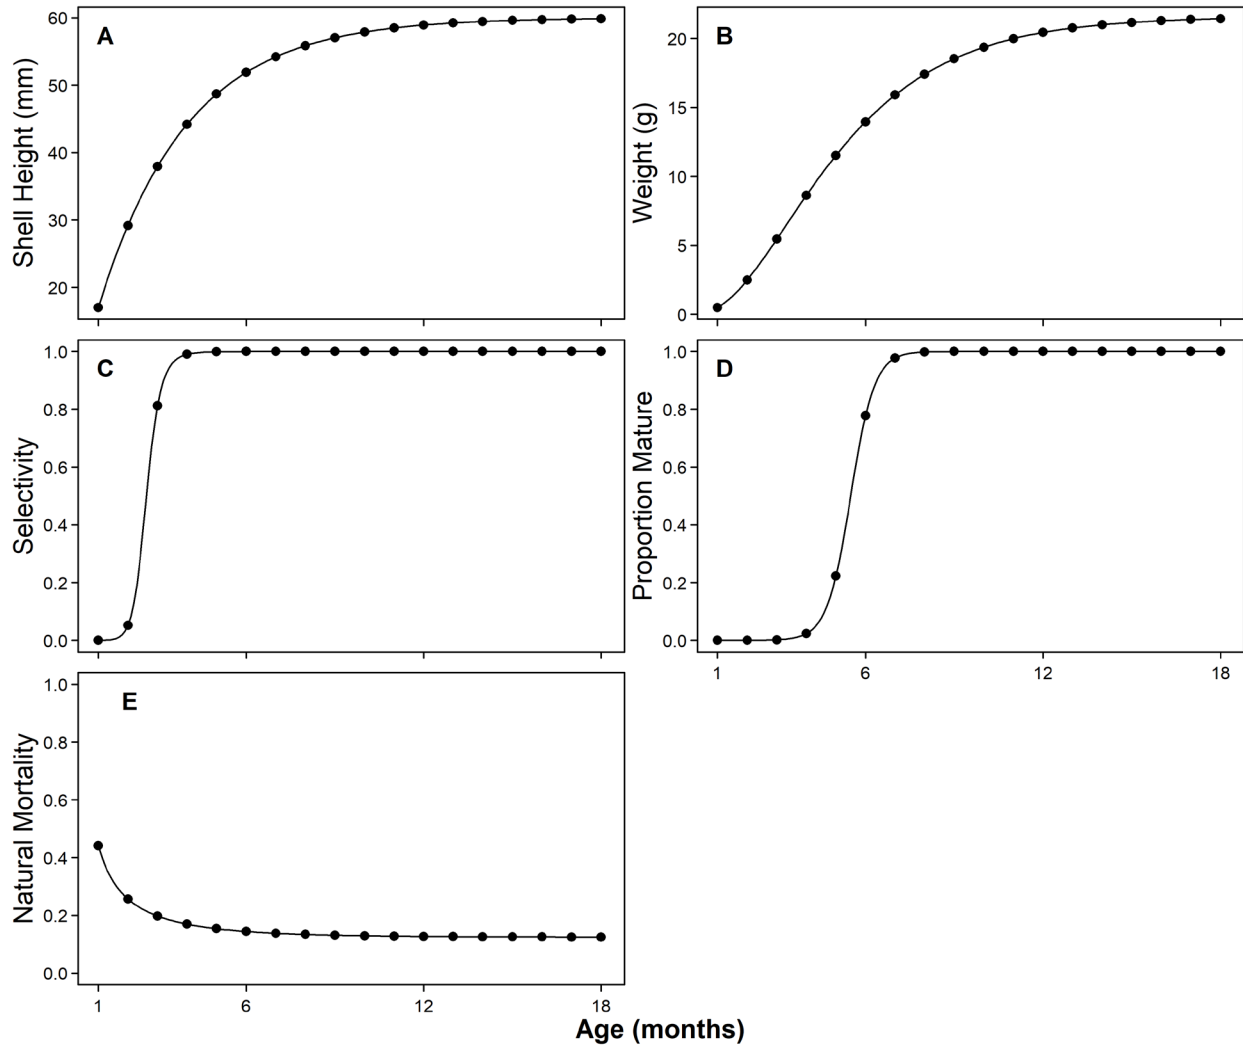 A
Shell Height (mm)
60
50
40
30
20
B
Weight (g)
20
15
10
5
0
C
Selectivity
1.0
0.8
0.6
0.4
0.2
0.0
D
Proportion Mature
1.0
0.8
0.6
0.4
0.2
0.0
1 6 12 18
E
Natural Mortality
1.0
0.8
0.6
0.4
0.2
0.0
1 6 12 18
Age (months)